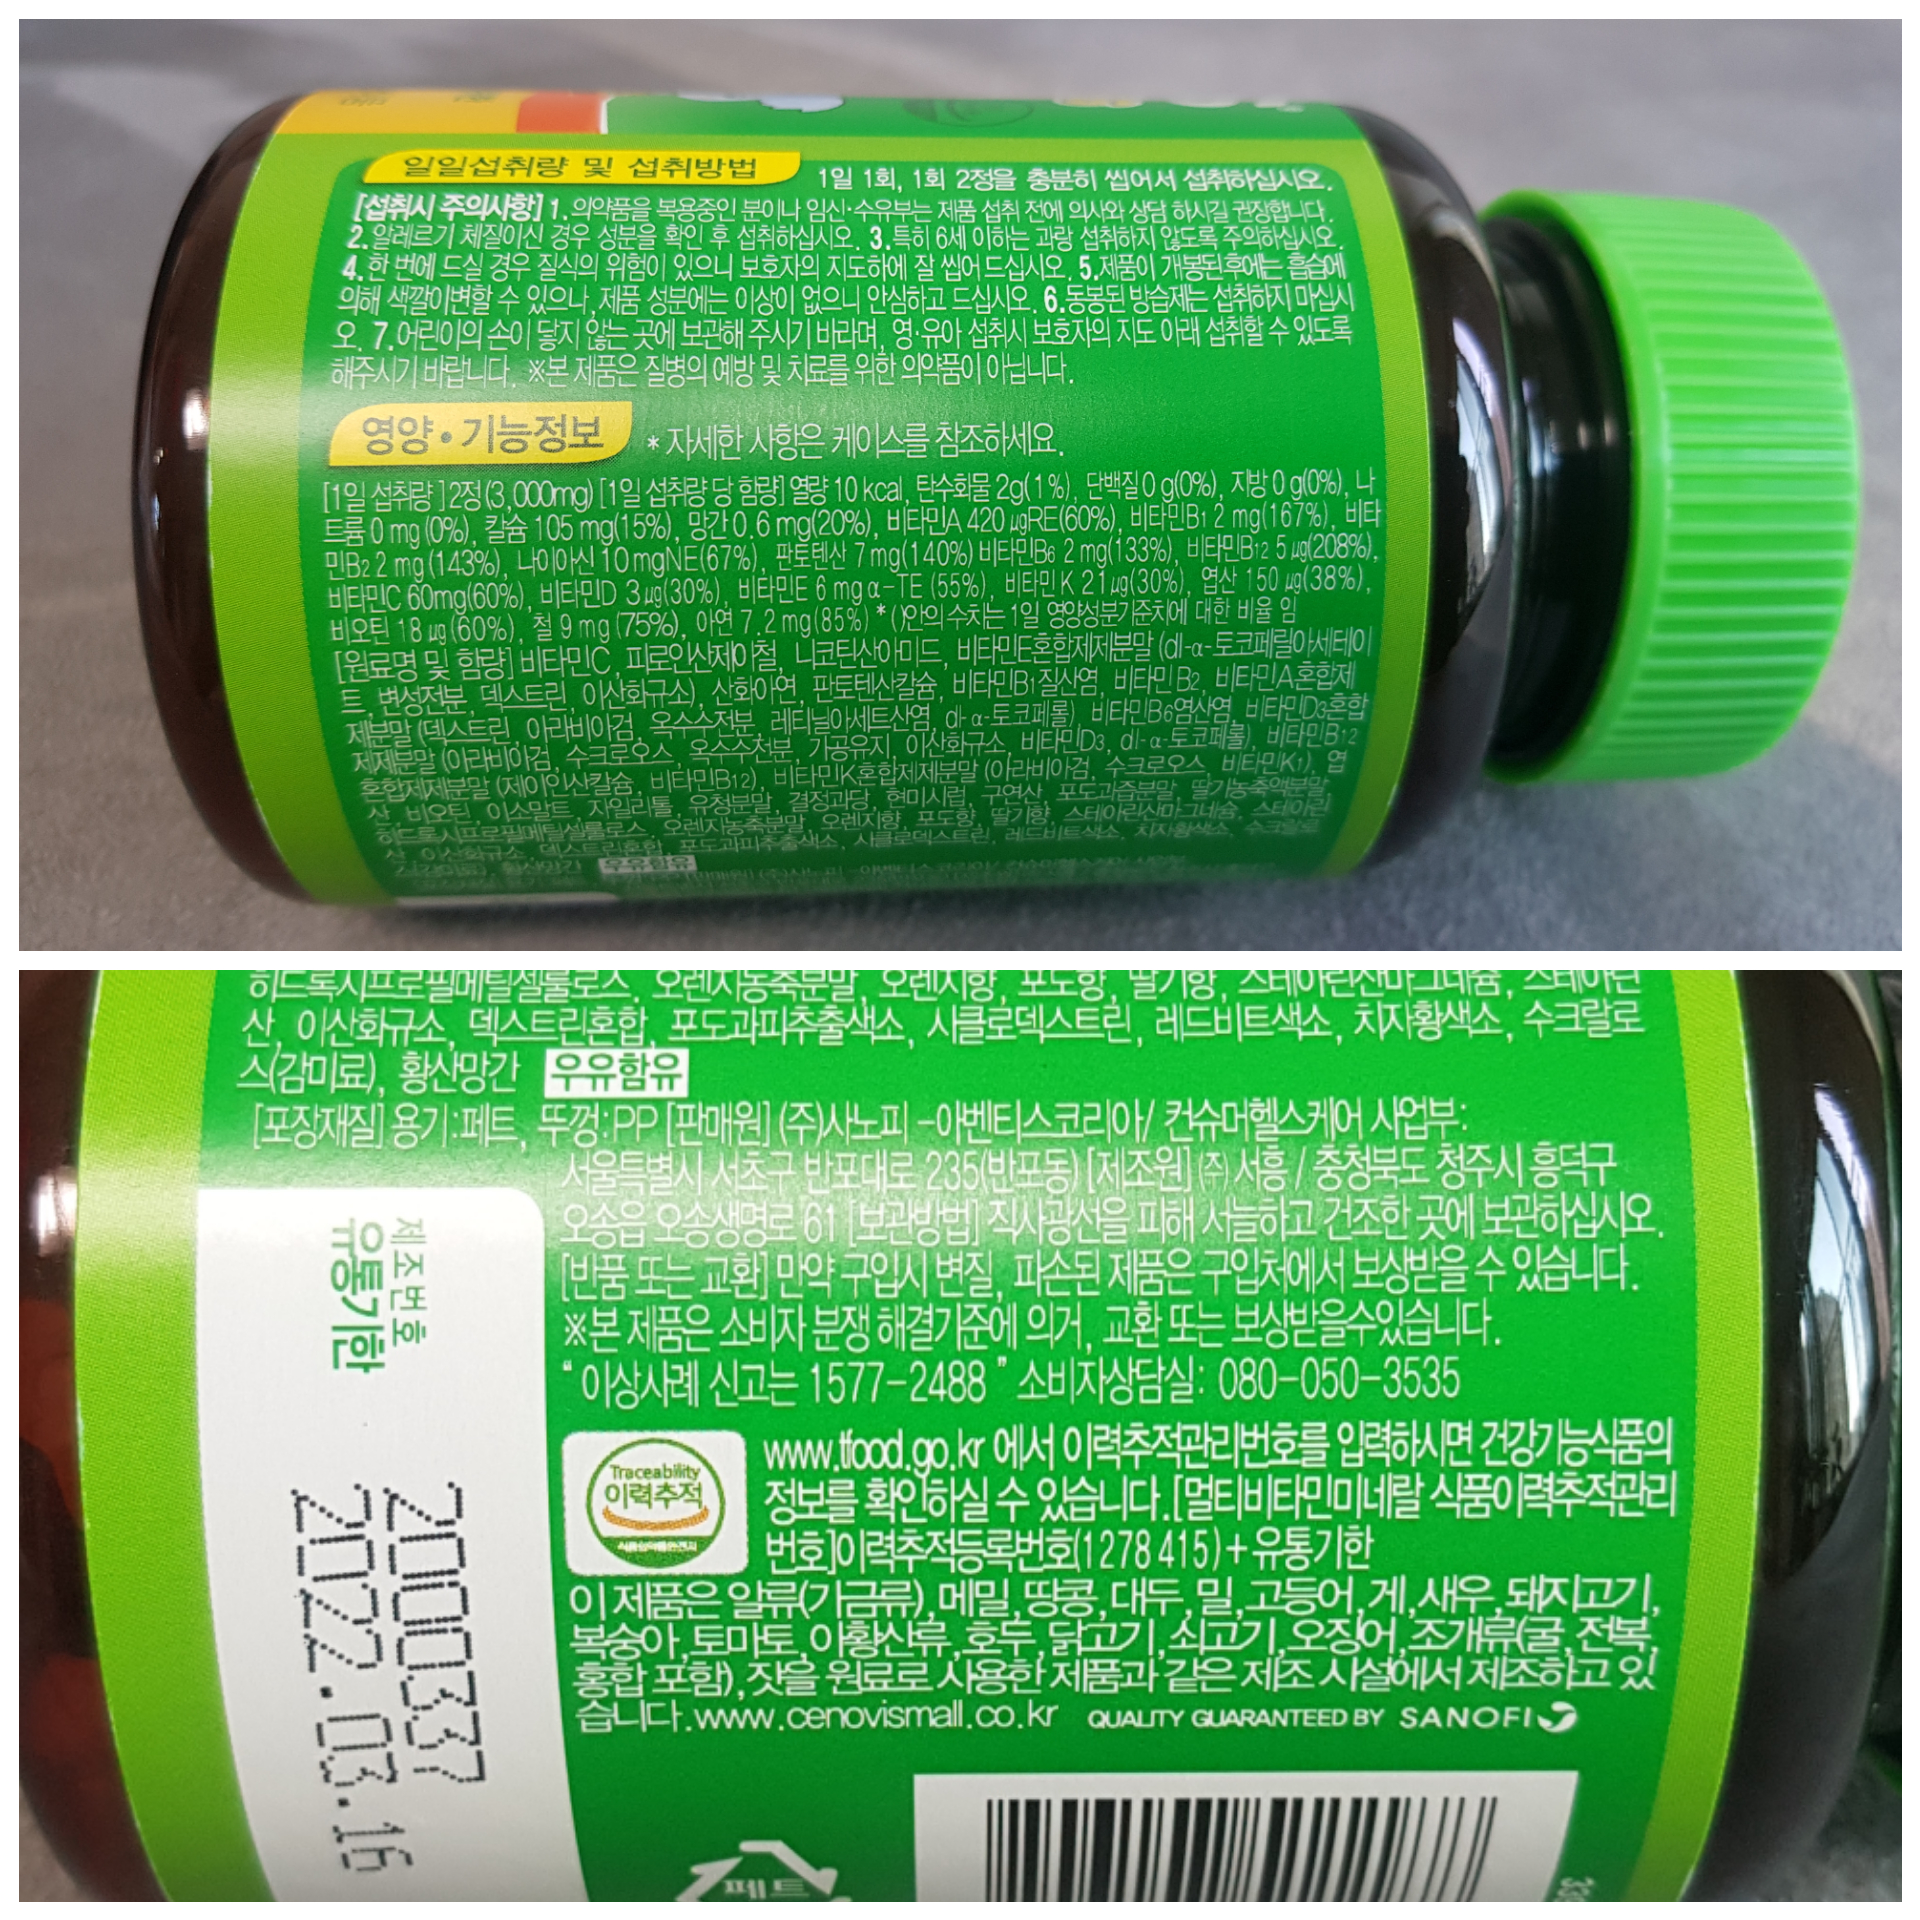 일일섭취량 및 섭취방법
1일 1회, 1회 2정을 충분히 씹어서 섭취하십시오.
[섭취시 주의사항] 1.의약품을 복용중인 분이나 임신·수유부는 제품 섭취 전에 의사와 상담 하시길 권장합니다.
2.알레르기 체질이신 경우 성분을 확인 후 섭취하십시오. 3.특히 6세 이하는 과량 섭취하지 않도록 주의하십시오.
4.한 번에 드실 경우 질식의 위험이 있으니 보호자의 지도하에 잘 씹어 드십시오. 5.제품이 개봉된 후에는 흡습에
의해 색깔이변할 수 있으나,제품 성분에는 이상이 없으니 안심하고 드십시오. 6.동봉된 방습제는 섭취하지 마십시
오. 7.어린이의 손이 닿지 않는 곳에 보관해 주시기 바라며, 영·유아 섭취시 보호자의 지도 아래 섭취할 수 있도록
해주시기 바랍니다. ※본 제품은 질병의 예방 및 치료를 위한 의약품이 아닙니다.
영양•기능정보
*자세한 사항은 케이스를 참조하세요.
[1일 섭취량] 2정 (3,000mg) [1일 섭취량 당 함량] 열량 10 kcal, 탄수화물 2g(1%), 단백질 0 g(0%), 지방 0 g(0%), 나
트륨 0 mg (0%), 칼슘 105 mg(15%), 망간 0.6 mg(20%), 비타민A 420 μgRE(60%), 비타민B1 2 mg(167%), 비타
민B2 2 mg (143%), 나이아신 10 mgNE(67%), 판토텐산 7 mg(140%) 비타민B6 2 mg(133%), 비타민B12 5 μg(208%),
비타민C 60mg(60%), 비타민D 3 μg(30%), 비타민E 6 mg α-TE (55%), 비타민 K 21μg(30%), 엽산 150 μg(38%),
비오틴 18 μg (60%), 철 9 mg (75%), 아연 7.2 mg(85%) * ()안의 수치는 1일 영양성분기준치에 대한 비율 임
[원료명 및 함량] 비타민C, 피로인산제이철, 니코틴산아미드, 비타민E혼합제제분말 (dl-α-토코페릴아세테이
트, 변성전분, 덱스트린, 이산화규소), 산화아연, 판토텐산칼슘, 비타민B1질산염, 비타민B2, 비타민A혼합제
제분말 (덱스트린, 아라비아검, 옥수수전분, 레티닐아세트산염, dl-α-토코페롤), 비타민B6염산염, 비타민D3혼합
제제분말 (아라비아검, 수크로오스, 옥수수전분, 가공유지, 이산화규소, 비타민D3, dl-α-토코페롤), 비타민B12
혼합제제분말 (제이인산칼슘, 비타민B12), 비타민K혼합제제분말 (아라비아검, 수크로오스, 비타민K1), 엽
산, 비오틴, 이소말트, 자일리톨, 유청분말, 결정과당, 현미시럽, 구연산, 포도과즙분말, 딸기농축액분말,
히드록시프로필메틸셀룰로스, 오렌지농축분말, 오렌지향, 포도향, 딸기향, 스테아린산마그네슘, 스테아린
산, 이산화규소, 덱스트린혼합, 포도과피추출색소, 시클로덱스트린, 레드비트색소, 치자황색소, 수크랄로
우유함유
히드록시프로필메틸셀룰로스, 오렌지농축분말, 오렌지향, 포도향, 딸기향, 스테아린산마그네슘, 스테아린
산, 이산화규소, 덱스트린혼합, 포도과피추출색소, 시클로덱스트린, 레드비트색소, 치자황색소, 수크랄로
스(감미료), 황산망간 우유함유
[포장재질] 용기:페트, 뚜껑:PP [판매원] (주)사노피 -아벤티스코리아/ 컨슈머헬스케어 사업부:
서울특별시 서초구 반포대로 235(반포동) [제조원] ㈜ 서흥 / 충청북도 청주시 흥덕구
오송읍 오송생명로 61 [보관방법] 직사광선을 피해 서늘하고 건조한 곳에 보관하십시오.
[반품 또는 교환] 만약 구입시 변질, 파손된 제품은 구입처에서 보상받을 수 있습니다.
※본 제품은 소비자 분쟁 해결기준에 의거, 교환 또는 보상받을수있습니다.
“이상사례 신고는 1577-2488” 소비자상담실: 080-050-3535
제조번호
유통기한
2000337
2022.03.16
Traceability
이력추적
www.tfood.go.kr 에서 이력추적관리번호를 입력하시면 건강기능식품의
정보를 확인하실 수 있습니다.[멀티비타민미네랄 식품이력추적관리
번호]이력추적등록번호(1278 415)+유통기한
이 제품은 알류(가금류),메밀,땅콩,대두,밀,고등어,게,새우,돼지고기,
복숭아,토마토,아황산류,호두,닭고기,쇠고기,오징어,조개류(굴,전복,
홍합 포함),잣을 원료로 사용한 제품과 같은 제조 시설에서 제조하고 있
습니다.www.cenovismall.co.kr QUALITY GUARANTEED BY SANOFI
페트